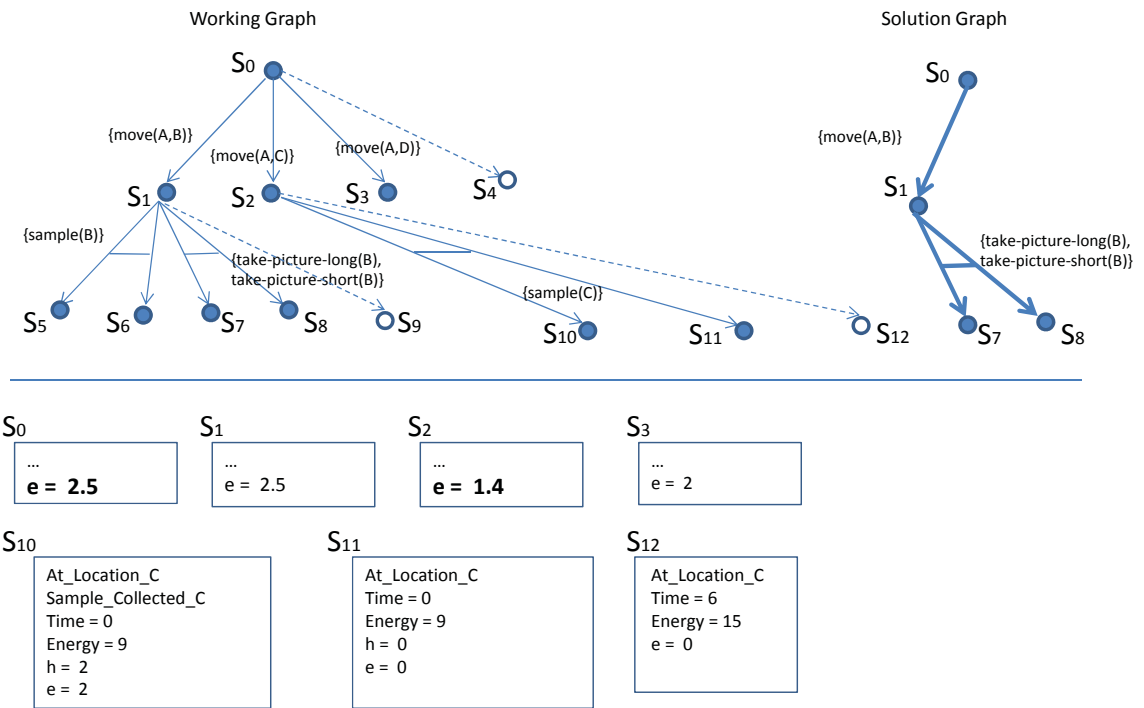 Working Graph
Solution Graph
S0
S0
{move(A,B)}
{move(A,C)}
{move(A,D)}
{move(A,B)}
S1
S2
S3
S4
S1
{sample(B)}
{take-picture-long(B),
take-picture-short(B)}
{take-picture-long(B),
take-picture-short(B)}
{sample(C)}
S5
S6
S7
S8
S9
S10
S11
S12
S7
S8
S0
...
e = 2.5
S1
...
e = 2.5
S2
...
e = 1.4
S3
...
e = 2
S10
At_Location_C
Sample_Collected_C
Time = 0
Energy = 9
h = 2
e = 2
S11
At_Location_C
Time = 0
Energy = 9
h = 0
e = 0
S12
At_Location_C
Time = 6
Energy = 15
e = 0